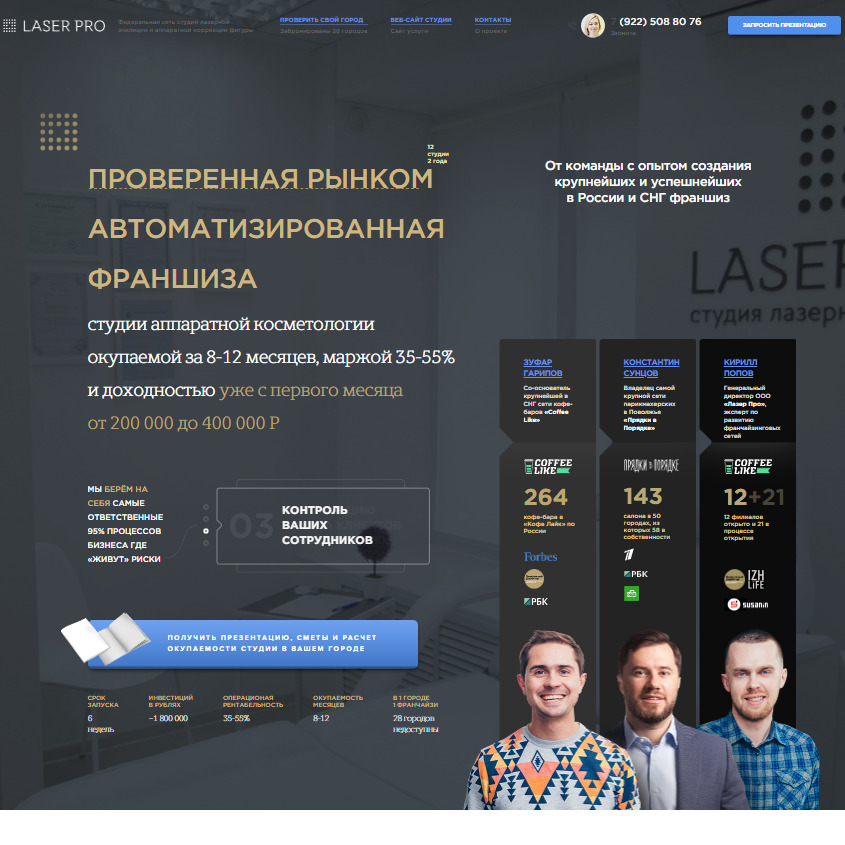 LASER PRO
Федеральная сеть студий лазерной
эпиляции и аппаратной коррекции фигуры
ПРОВЕРИТЬ СВОЙ ГОРОД
Забронированы 28 городов
ВЕБ-САЙТ СТУДИИ
Сайт услуги
КОНТАКТЫ
О проекте
7 (922) 508 80 76
Звоните
ЗАПРОСИТЬ ПРЕЗЕНТАЦИЮ
12
студии
2 года
ПРОВЕРЕННАЯ РЫНКОМ
АВТОМАТИЗИРОВАННАЯ
ФРАНШИЗА
студии аппаратной косметологии
окупаемой за 8-12 месяцев, маржой 35-55%
и доходностью уже с первого месяца
от 200 000 до 400 000 Р
От команды с опытом создания
крупнейших и успешнейших
в России и СНГ франшиз
LASER
студия лазерн
МЫ БЕРЁМ НА
СЕБЯ САМЫЕ
ОТВЕТСТВЕННЫЕ
95% ПРОЦЕССОВ
БИЗНЕСА ГДЕ
«ЖИВУТ» РИСКИ
03
КОНТРОЛЬ
ВАШИХ
СОТРУДНИКОВ
ПОЛУЧИТЬ ПРЕЗЕНТАЦИЮ, СМЕТЫ И РАСЧЕТ
ОКУПАЕМОСТИ СТУДИИ В ВАШЕМ ГОРОДЕ
СРОК
ЗАПУСКА
6
недель
ИНВЕСТИЦИЙ
В РУБЛЯХ
~1 800 000
ОПЕРАЦИОННАЯ
РЕНТАБЕЛЬНОСТЬ
35-55%
ОКУПАЕМОСТЬ
МЕСЯЦЕВ
8-12
В 1 ГОРОДЕ
1 ФРАНЧАЙЗИ
28 городов
недоступны
ЗУФАР
ГАРИПОВ
Со-основатель
крупнейшей в
СНГ сети кофе-
баров «Coffee
Like»
COFFEE
LIKE
264
кофе-бара в
«Кофе Лайк» по
России
Forbes
РБК
КОНСТАНТИН
СУНЦОВ
Владелец самой
крупной сети
парикмахерских
в Поволжье
«Прядки в
Порядке»
ПРЯДКИ В ПОРЯДКЕ
143
салона в 50
городах, из
которых 58 в
собственности
РБК
КИРИЛЛ
ПОПОВ
Генеральный
директор ООО
«Лазер Про»,
эксперт по
развитию
франчайзинговых
сетей
COFFEE
LIKE
12+21
12 филиалов
открыто и 21 в
процессе
открытия
IZH
LIFE
SUSANIN